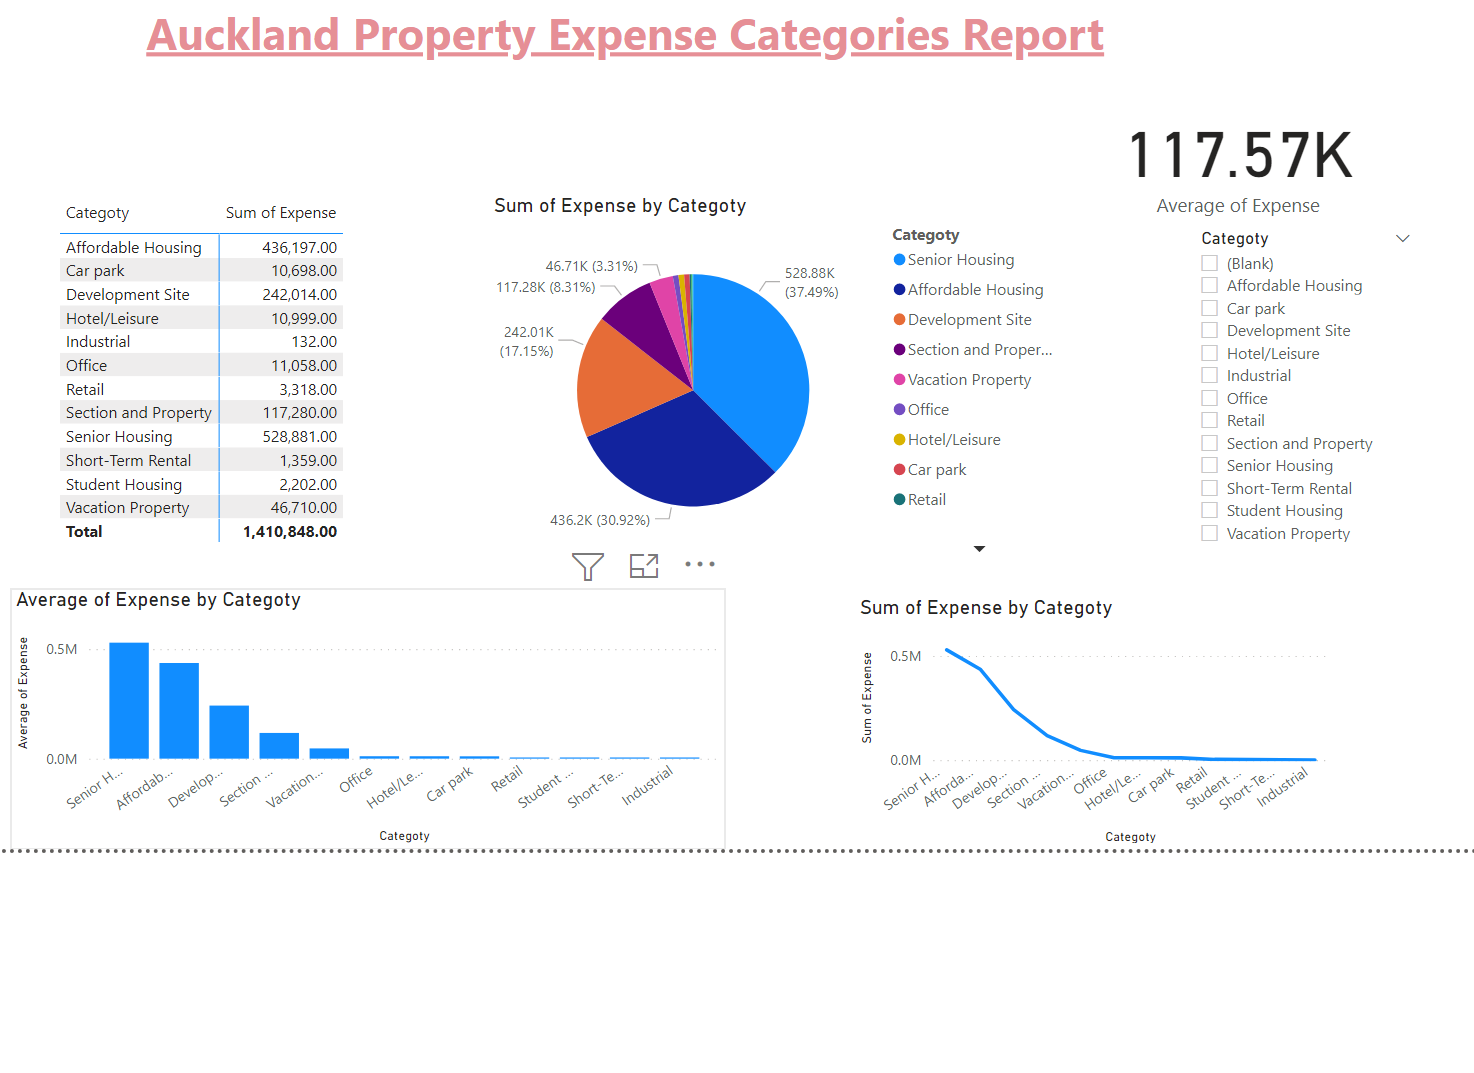 Auckland Property Expense Categories Report
117.57K
Average of Expense
Categoty Sum of Expense
Affordable Housing 436,197.00
Car park 10,698.00
Development Site 242,014.00
Hotel/Leisure 10,999.00
Industrial 132.00
Office 11,058.00
Retail 3,318.00
Section and Property 117,280.00
Senior Housing 528,881.00
Short-Term Rental 1,359.00
Student Housing 2,202.00
Vacation Property 46,710.00
Total 1,410,848.00
Sum of Expense by Categoty
46.71K (3.31%)
117.28K (8.31%)
242.01K
(17.15%)
436.2K (30.92%)
528.88K
(37.49%)
Categoty
Senior Housing
Affordable Housing
Development Site
Section and Proper...
Vacation Property
Office
Hotel/Leisure
Car park
Retail
Categoty
(Blank)
Affordable Housing
Car park
Development Site
Hotel/Leisure
Industrial
Office
Retail
Section and Property
Senior Housing
Short-Term Rental
Student Housing
Vacation Property
Average of Expense by Categoty
Average of Expense
0.5M
0.0M
Senior H...
Affordab...
Develop...
Section ...
Vacation...
Office
Hotel/Le...
Car park
Retail
Student ...
Short-Te...
Industrial
Categoty
Sum of Expense by Categoty
Sum of Expense
0.5M
0.0M
Senior H...
Afforda...
Develop...
Section ...
Vacation...
Office
Hotel/Le...
Car park
Retail
Student ...
Short-Te...
Industrial
Categoty